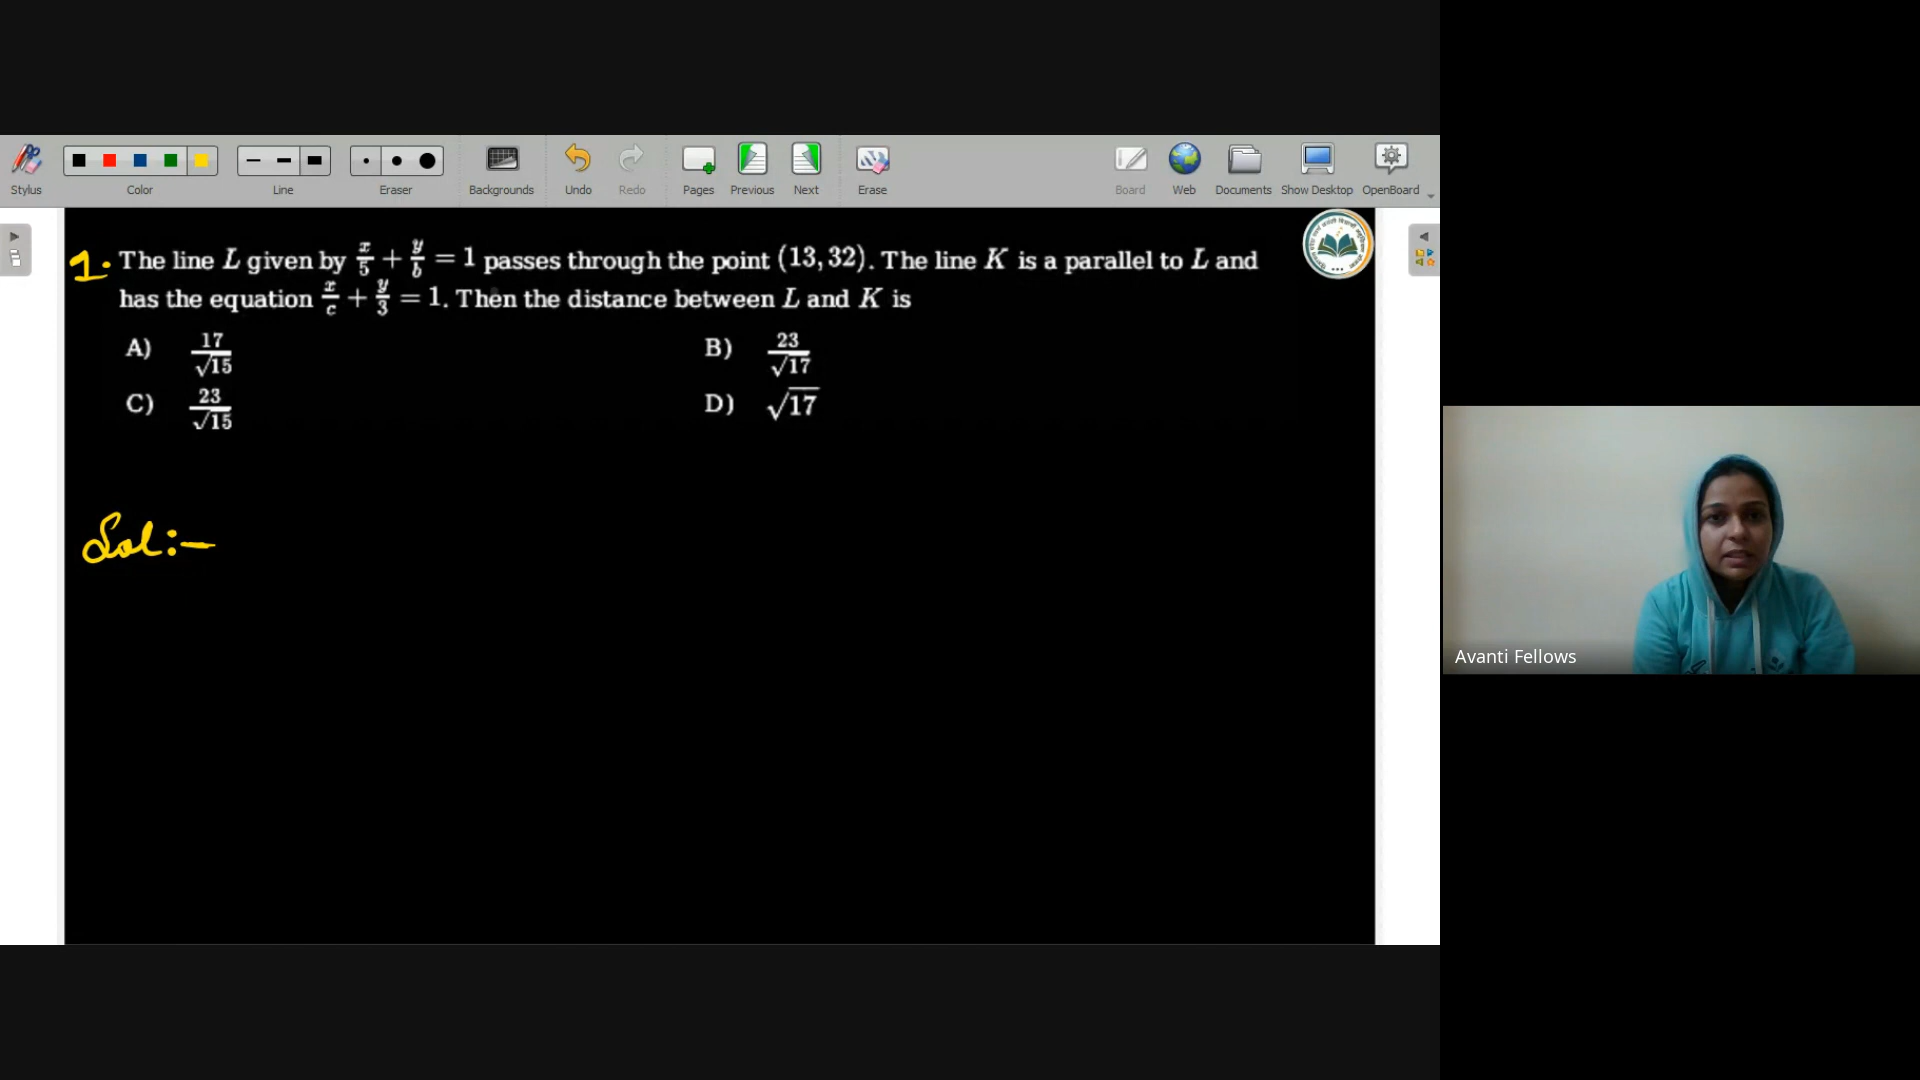 Stylus Color Line Eraser Backgrounds Undo Redo Pages Previous Next Erase Board Web Documents Show Desktop OpenBoard
1. The line L given by x/5 + y/b = 1 passes through the point (13, 32). The line K is a parallel to L and
has the equation x/c + y/3 = 1. Then the distance between L and K is
A) 17/√15 B) 23/√17
C) 23/√15 D) √17
Sol:-
Avanti Fellows